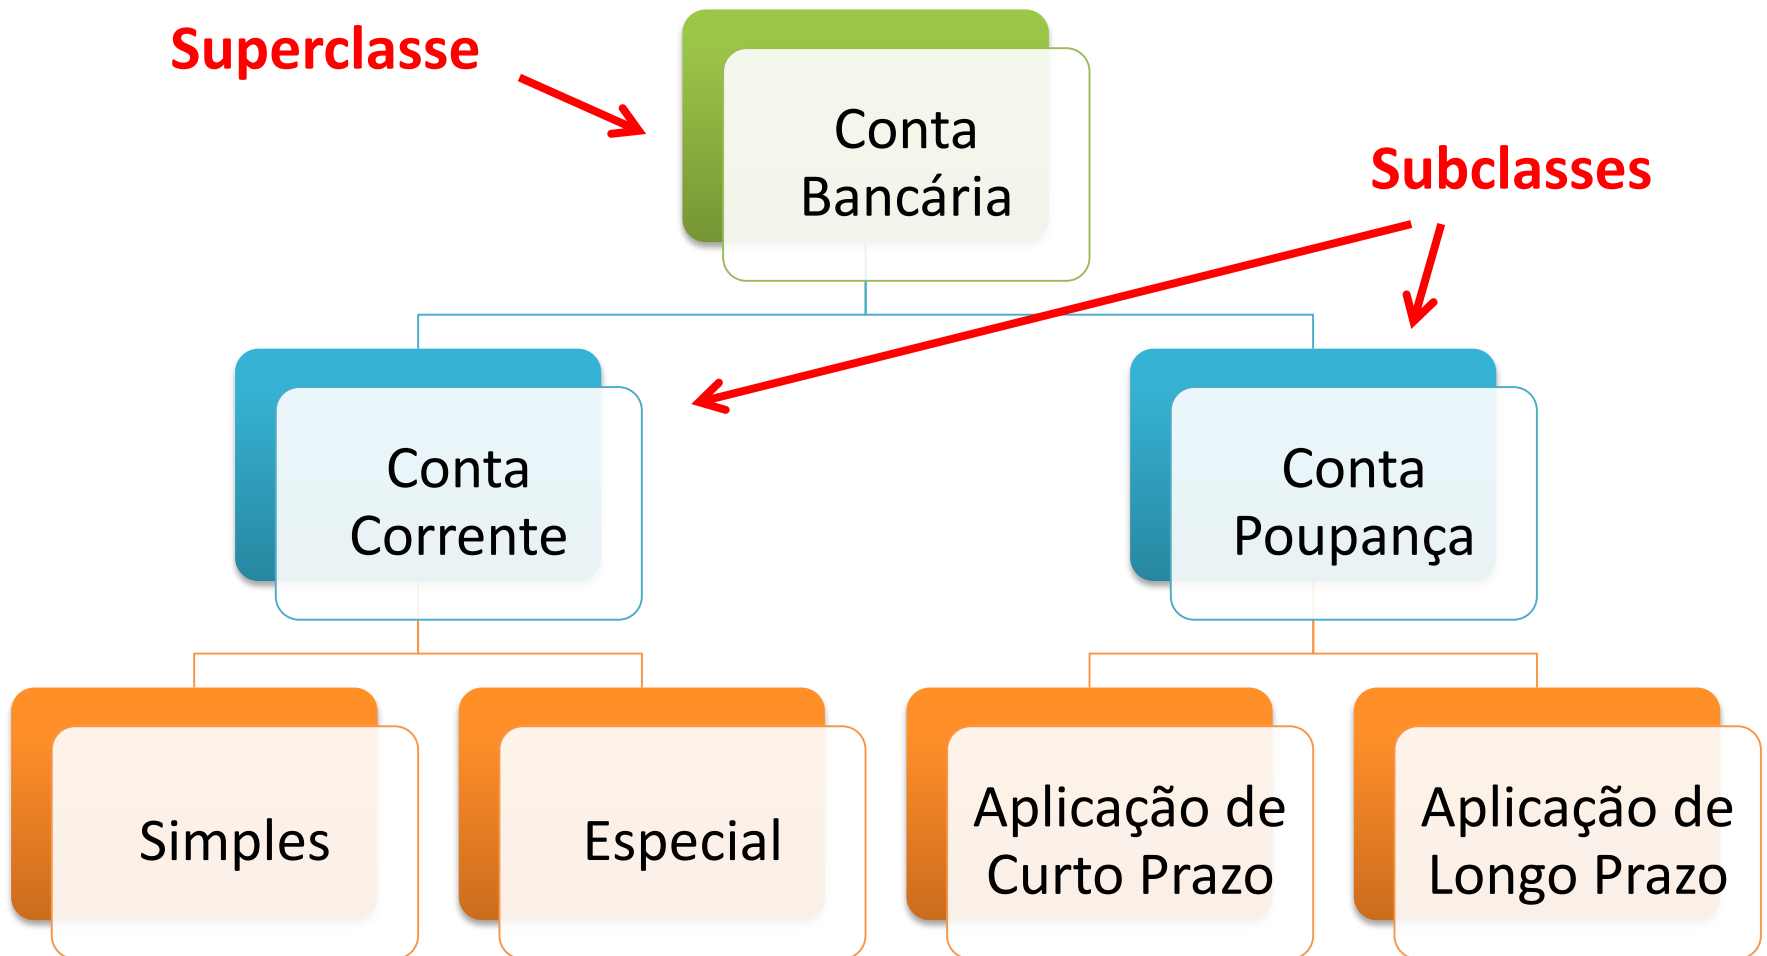 Superclasse
Conta
Bancária
Subclasses
Conta
Corrente
Conta
Poupança
Simples
Especial
Aplicação de
Curto Prazo
Aplicação de
Longo Prazo